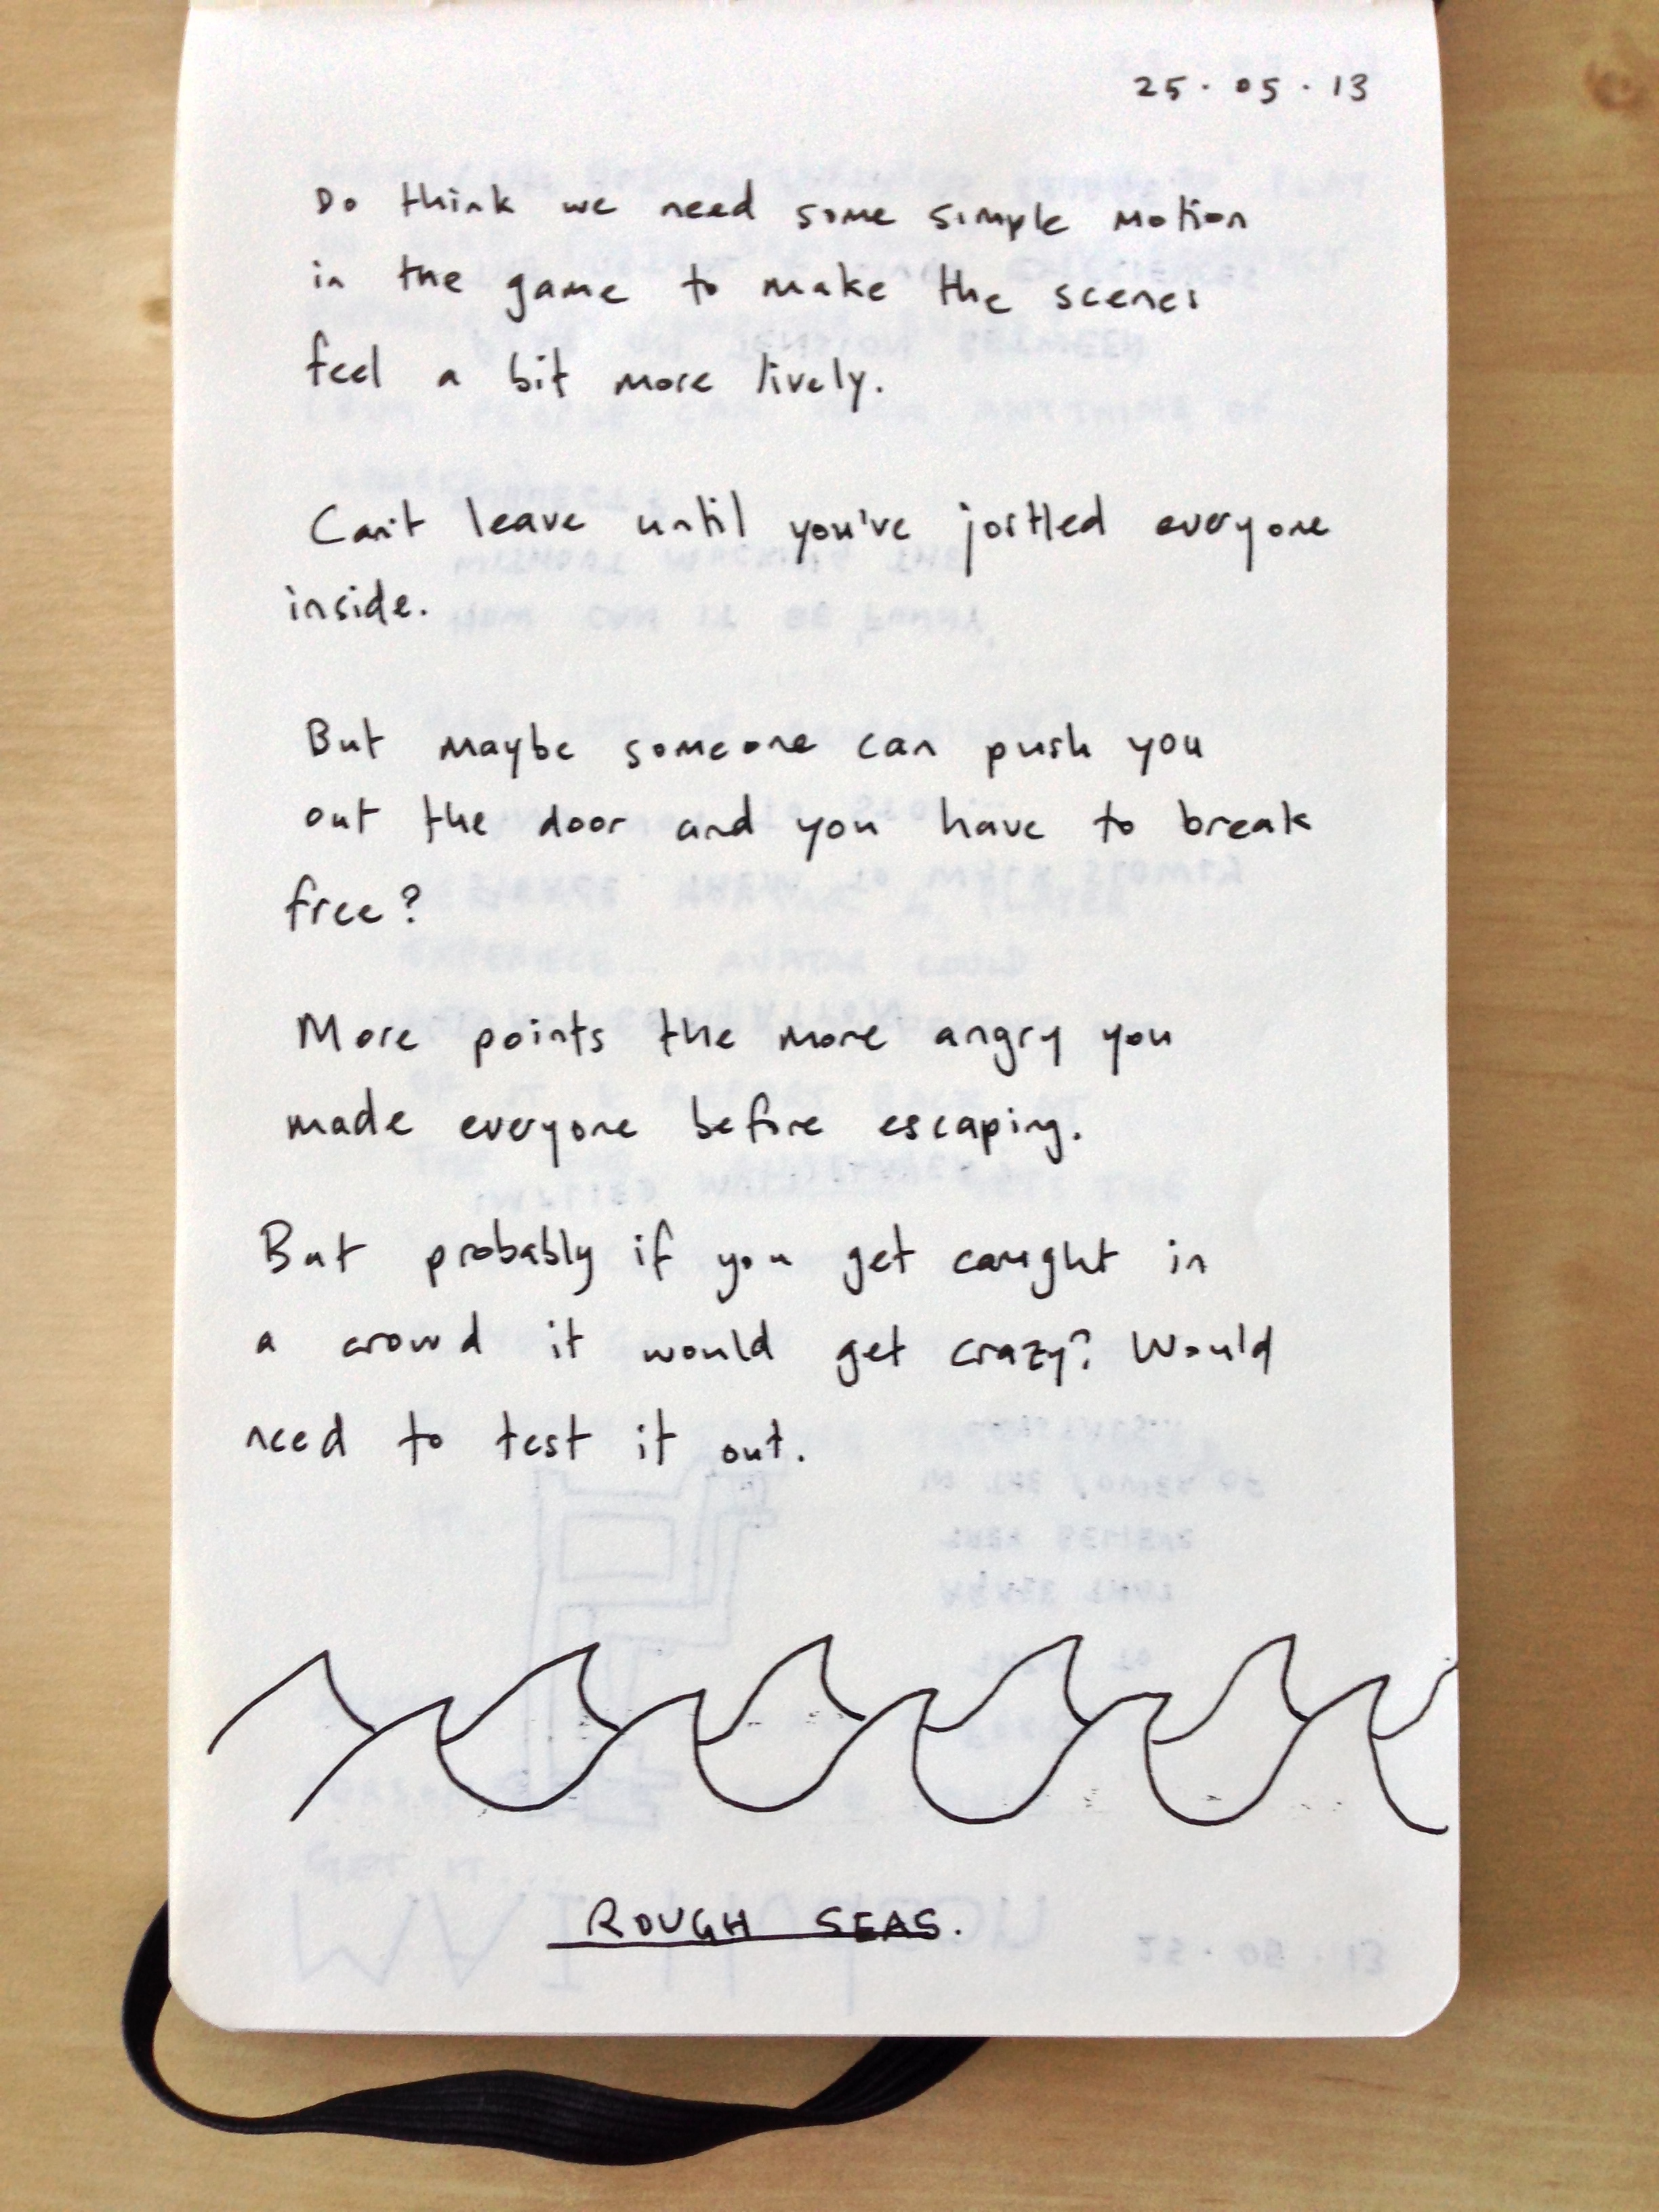 25.05.13
Do think we need some simple motion
in the game to make the scenes
feel a bit more lively.
Can't leave until you've jostled everyone
inside.
But maybe someone can push you
out the door and you have to break
free?
More points the more angry you
made everyone before escaping.
But probably if you get caught in
a crowd it would get crazy? Would
need to test it out.
ROUGH SEAS.